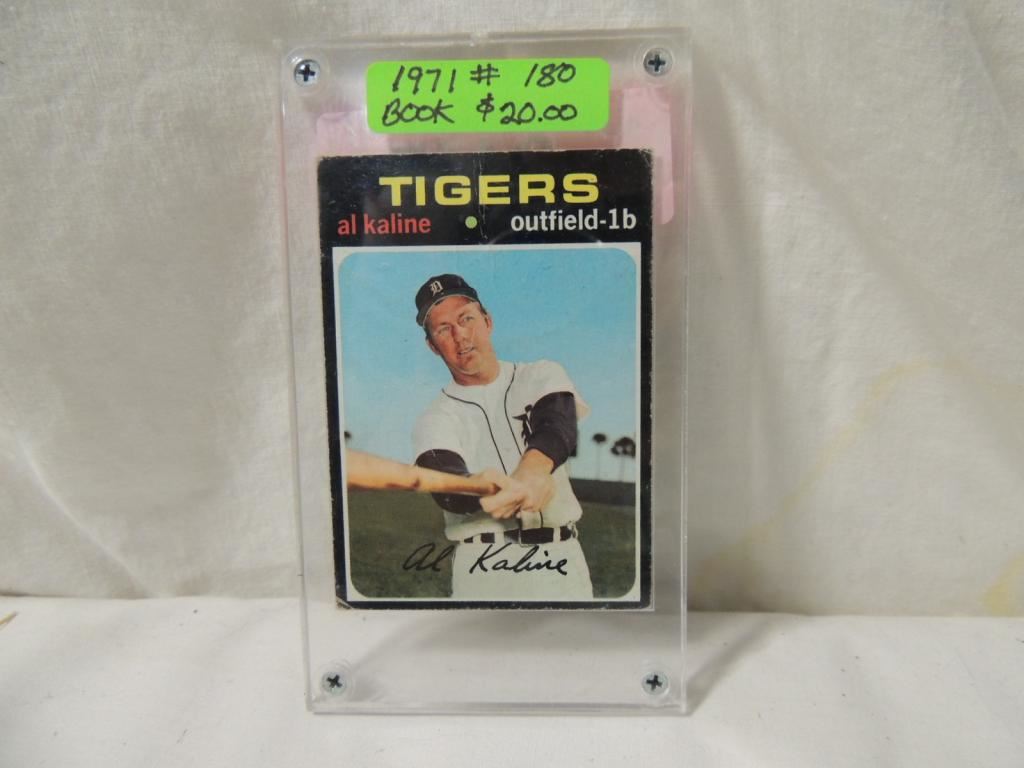 1971 # 180
BOOK $20.00
TIGERS
al kaline • outfield-1b
D
Al Kaline